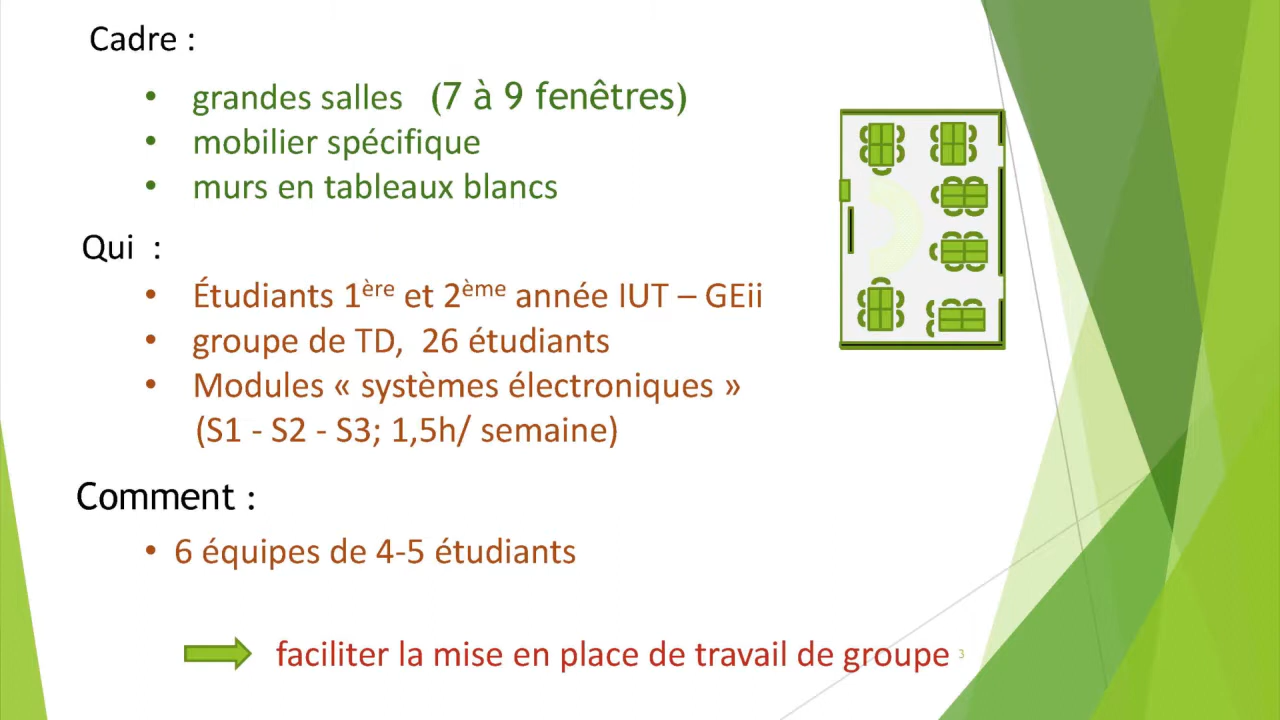 Cadre :
• grandes salles (7 à 9 fenêtres)
• mobilier spécifique
• murs en tableaux blancs
Qui :
• Étudiants 1ère et 2ème année IUT – GEii
• groupe de TD, 26 étudiants
• Modules « systèmes électroniques »
(S1 - S2 - S3; 1,5h/ semaine)
Comment :
• 6 équipes de 4-5 étudiants
faciliter la mise en place de travail de groupe
3